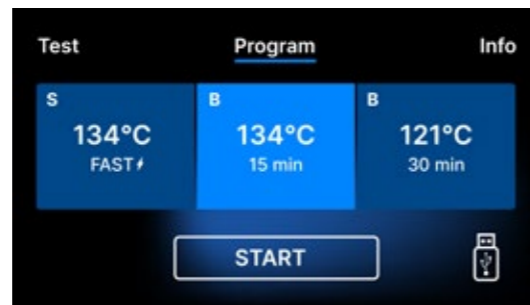 Test Program Info
S B B
134°C 134°C 121°C
FAST 15 min 30 min
START